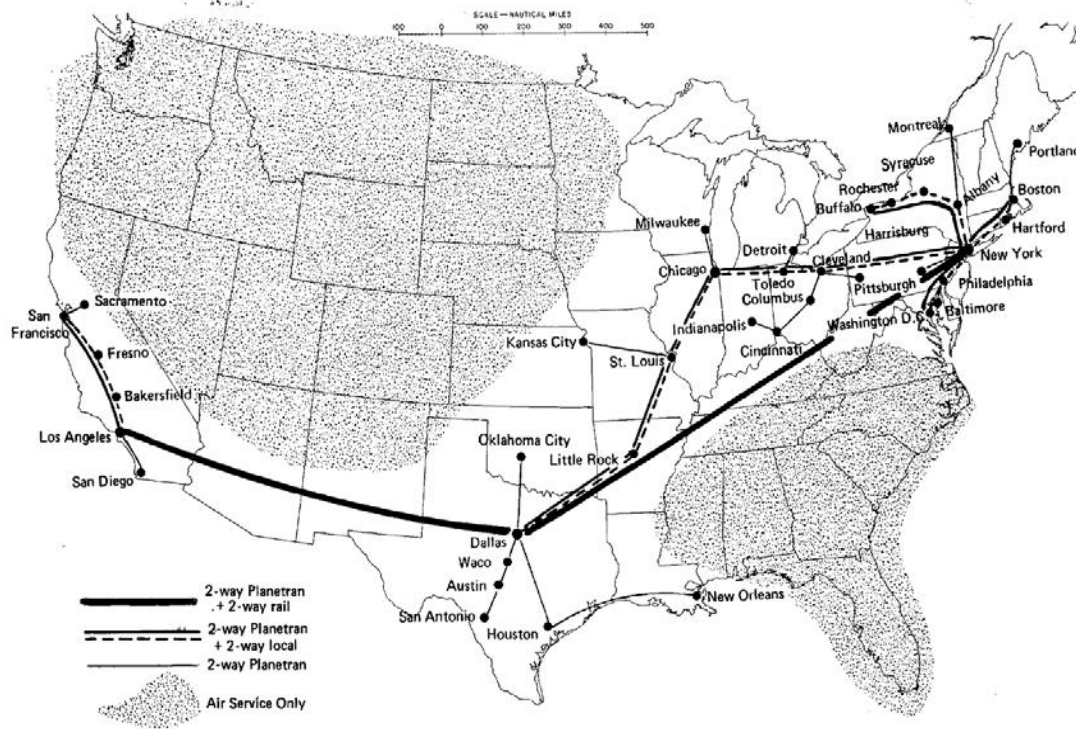 SCALE—NAUTICAL MILES
100 0 100 200 300 400 500
Montreal
Portland
Syracuse
Rochester
Albany
Boston
Buffalo
Hartford
Milwaukee
Harrisburg
Detroit
New York
Chicago
Cleveland
Toledo
Pittsburgh
Philadelphia
Columbus
Sacramento
San
Francisco
Washington D.C.
Baltimore
Indianapolis
Kansas City
Cincinnati
Fresno
St. Louis
Bakersfield
Los Angeles
Oklahoma City
Little Rock
San Diego
Dallas
Waco
Austin
New Orleans
San Antonio
Houston
2-way Planetran
+ 2-way rail
2-way Planetran
+ 2-way local
2-way Planetran
Air Service Only